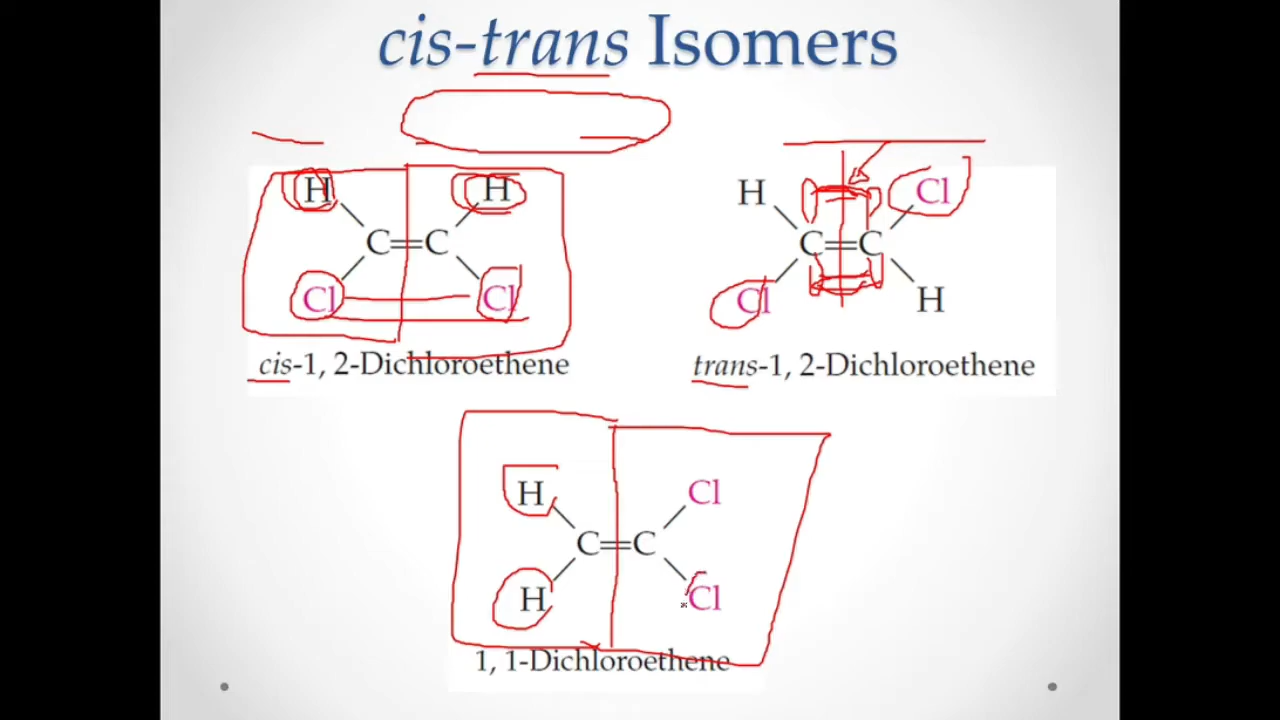 cis-trans Isomers
H H H Cl
C=C C=C
Cl Cl Cl H
cis-1, 2-Dichloroethene trans-1, 2-Dichloroethene
H Cl
C=C
H Cl
1, 1-Dichloroethene